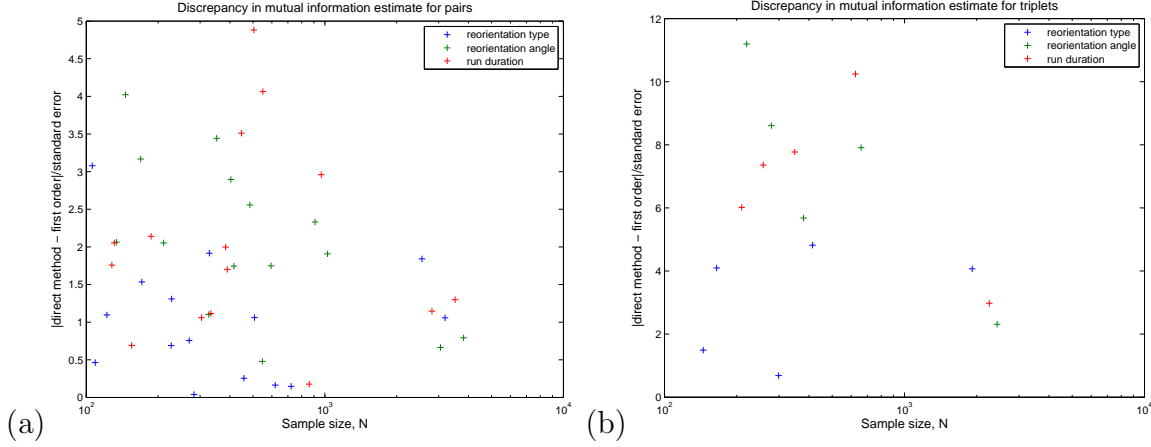 Discrepancy in mutual information estimate for pairs
5
4.5
4
3.5
3
2.5
2
1.5
1
0.5
0
|direct method − first order|/standard error
reorientation type
reorientation angle
run duration
10^2
10^3
10^4
Sample size, N
(a)
Discrepancy in mutual information estimate for triplets
12
10
8
6
4
2
0
|direct method − first order|/standard error
reorientation type
reorientation angle
run duration
10^2
10^3
10^4
Sample size, N
(b)